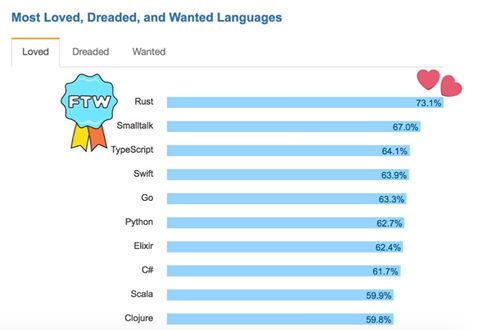 Most Loved, Dreaded, and Wanted Languages
Loved Dreaded Wanted
FTW
Rust 73.1%
Smalltalk 67.0%
TypeScript 64.1%
Swift 63.9%
Go 63.3%
Python 62.7%
Elixir 62.4%
C# 61.7%
Scala 59.9%
Clojure 59.8%